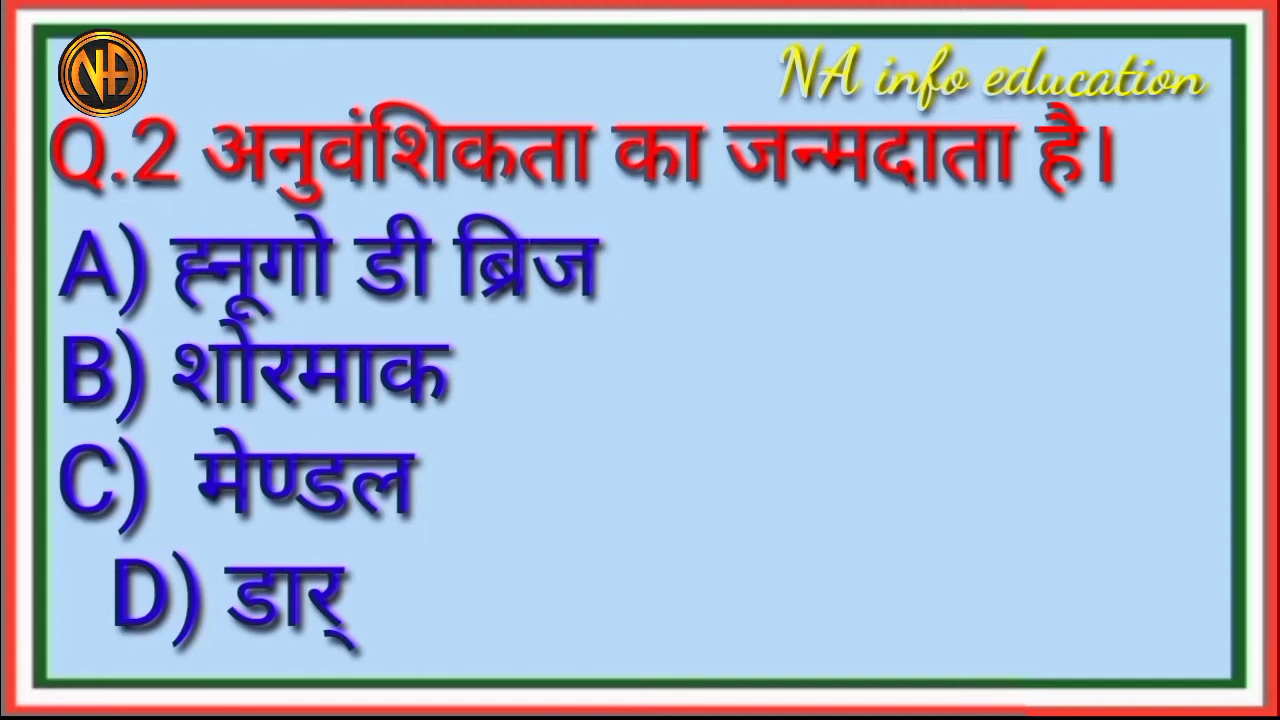 NA
NA info education
Q.2 अनुवंशिकता का जन्मदाता है।
A) ह्नूगो डी ब्रिज
B) शोरमाक
C) मेण्डल
D) डार्